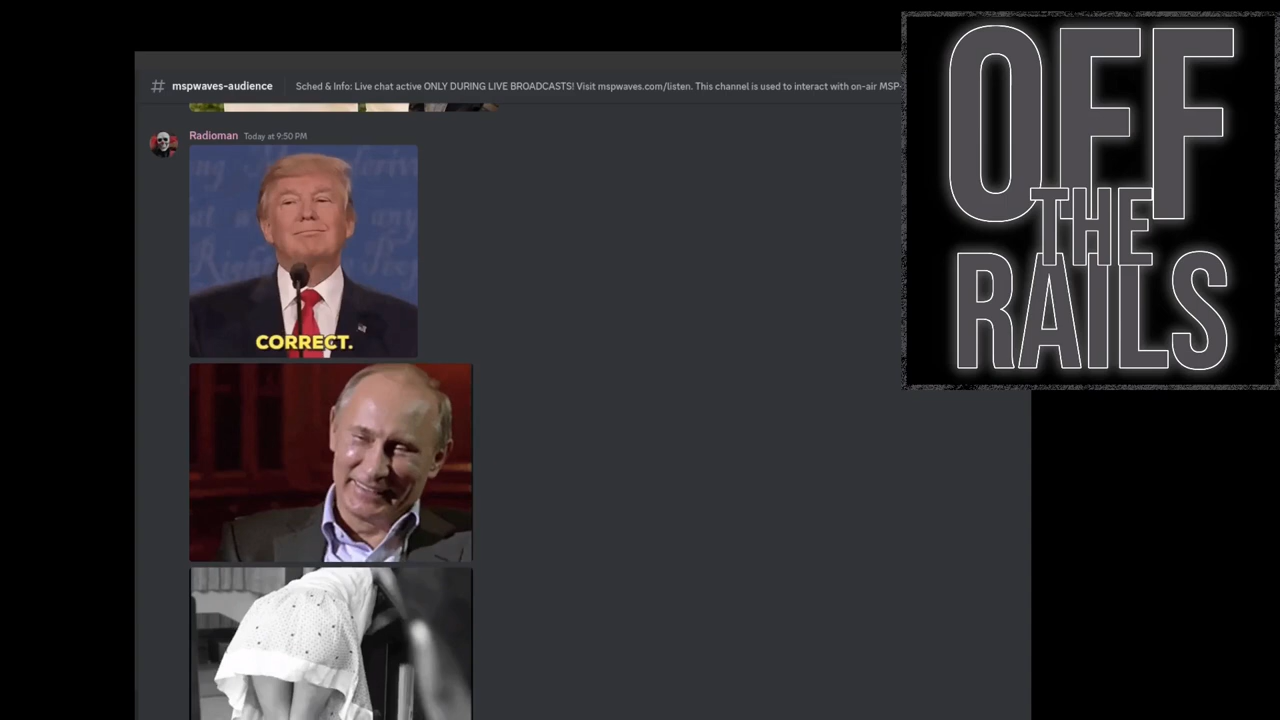 # mspwaves-audience
Sched & Info: Live chat active ONLY DURING LIVE BROADCASTS! Visit mspwaves.com/listen. This channel is used to interact with on-air MSP
Radioman Today at 9:50 PM
CORRECT.
OFF
THE
RAILS